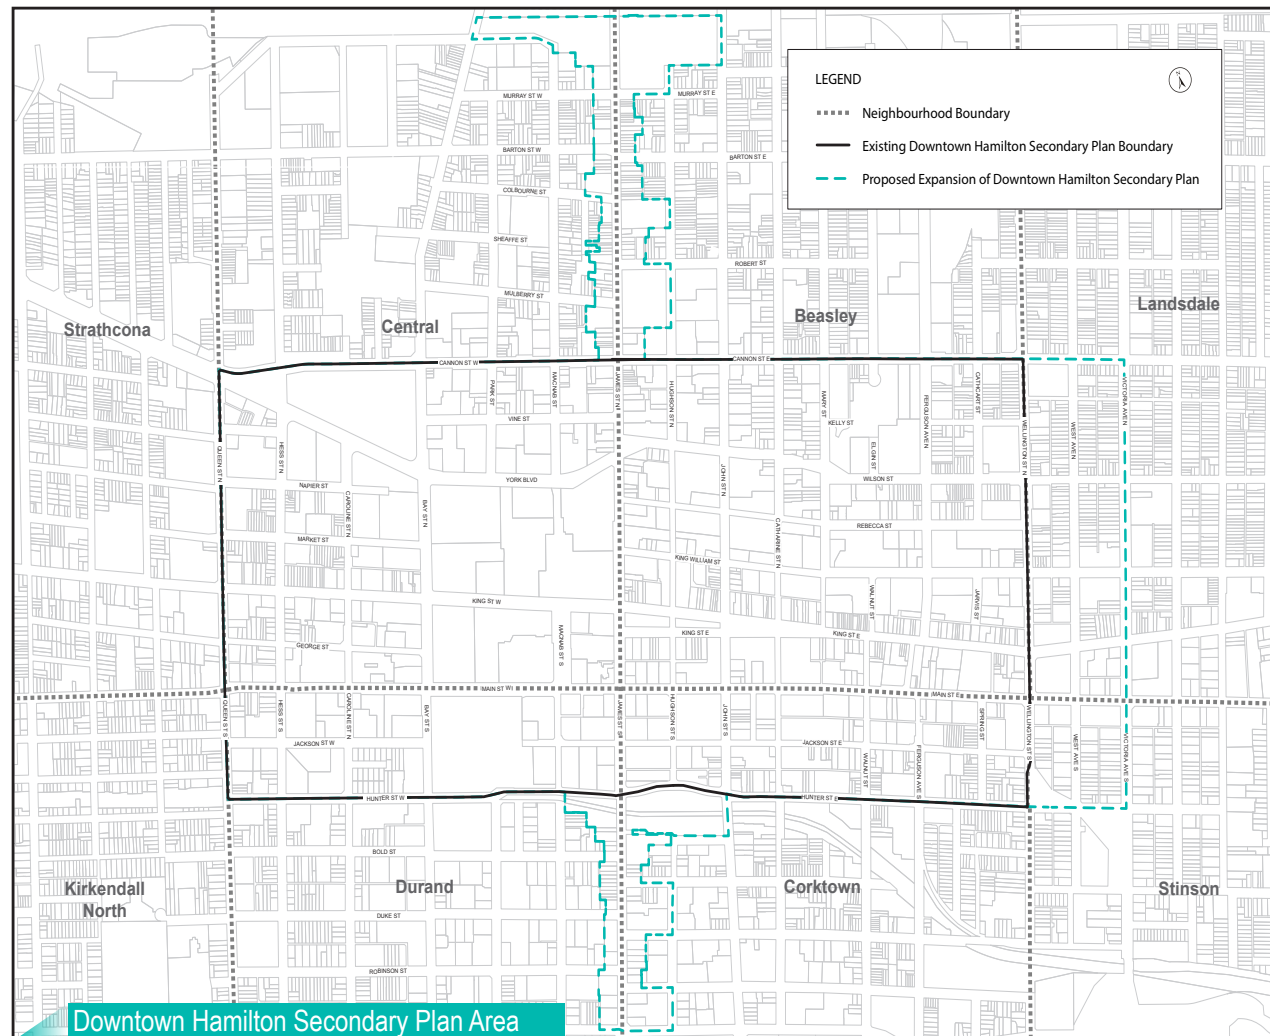 LEGEND
Neighbourhood Boundary
Existing Downtown Hamilton Secondary Plan Boundary
Proposed Expansion of Downtown Hamilton Secondary Plan
MURRAY ST W
MURRAY ST E
BARTON ST W
BARTON ST E
COLBOURNE ST
SHEAFFE ST
ROBERT ST
MULBERRY ST
Strathcona
Central
Beasley
Landsdale
CANNON ST W
CANNON ST E
PARK ST
MACNAB ST
JAMES ST N
HUGHSON ST N
MARY ST
FERGUSON AVE N
CATHCART ST
VICTORIA AVE N
VINE ST
KELLY ST
QUEEN ST N
HESS ST N
ELGIN ST
WELLINGTON ST N
WEST AVE N
YORK BLVD
JOHN ST N
WILSON ST
NAPIER ST
CAROLINE ST N
BAY ST N
CATHARINE ST N
REBECCA ST
MARKET ST
KING WILLIAM ST
KING ST W
WALNUT ST
JARVIS ST
GEORGE ST
MACNAB ST S
KING ST E
KING ST E
MAIN ST W
MAIN ST E
QUEEN ST S
HESS ST S
CAROLINE ST N
BAY ST S
JAMES ST S
HUGHSON ST S
JOHN ST S
SPRING ST
WELLINGTON ST S
WEST AVE S
VICTORIA AVE S
JACKSON ST W
JACKSON ST E
WALNUT ST
FERGUSON AVE S
HUNTER ST W
HUNTER ST E
BOLD ST
Kirkendall
North
Durand
Corktown
Stinson
DUKE ST
ROBINSON ST
Downtown Hamilton Secondary Plan Area